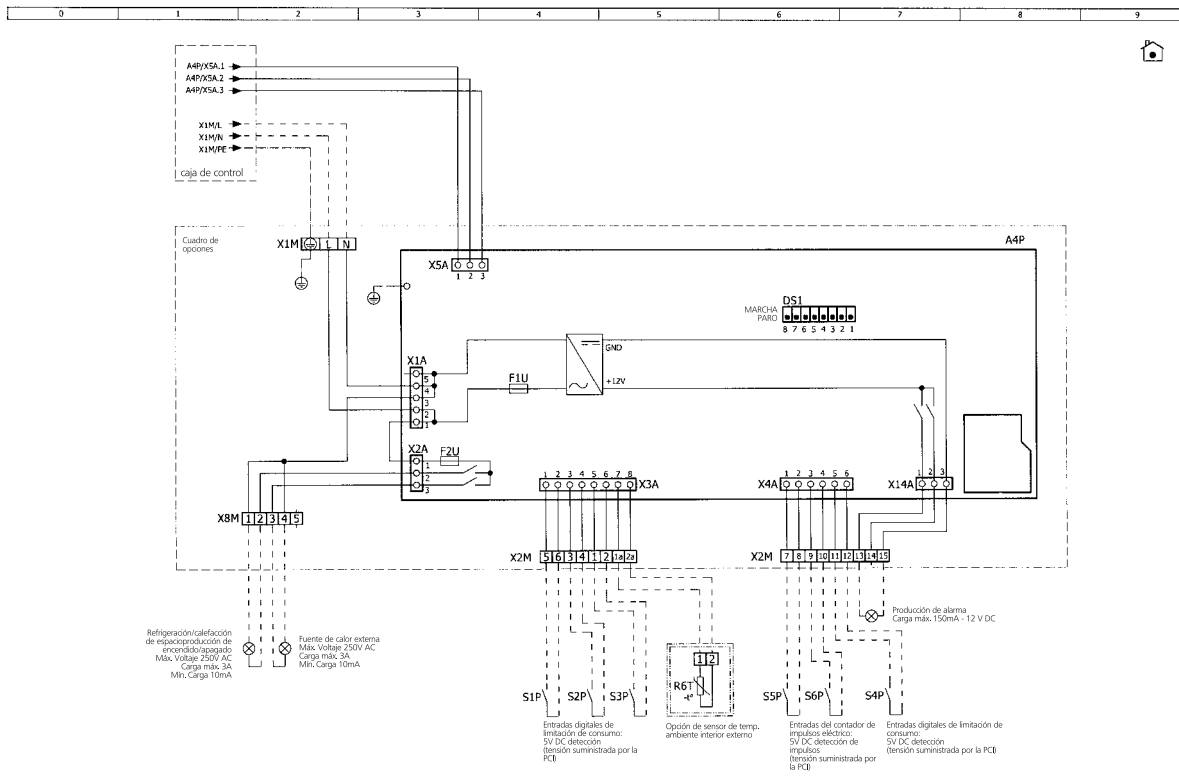 0 1 2 3 4 5 6 7 8 9
A4P/X5A.1
A4P/X5A.2
A4P/X5A.3
X1M/L
X1M/N
X1M/PE
caja de control
Cuadro de
opciones
X1M L N
A4P
X5A
1 2 3
DS1
MARCHA
PARO
8 7 6 5 4 3 2 1
X1A
5
4
3
2
1
F1U
GND
+12V
X2A
F2U
1
2
3
1 2 3 4 5 6 7 8
X3A
1 2 3 4 5 6
X4A
1 2 3
X14A
X8M 1 2 3 4 5
X2M 5 6 3 4 1 2 1a 2a
X2M 7 8 9 10 11 12 13 14 15
Refrigeración/calefacción
de espacioproducción de
encendido/apagado
Máx. Voltaje 250V AC
Carga máx. 3A
Mín. Carga 10mA
Fuente de calor externa
Máx. Voltaje 250V AC
Carga máx. 3A
Mín. Carga 10mA
S1P S2P S3P
Entradas digitales de
limitación de consumo:
5V DC detección
(tensión suministrada por la
PCI)
1 2
R6T
-t°
Opción de sensor de temp.
ambiente interior externo
Producción de alarma
Carga máx. 150mA - 12 V DC
S5P S6P S4P
Entradas del contador de
impulsos eléctrico:
5V DC detección de
impulsos
(tensión suministrada por
la PCI)
Entradas digitales de limitación de
consumo:
5V DC detección
(tensión suministrada por la PCI)